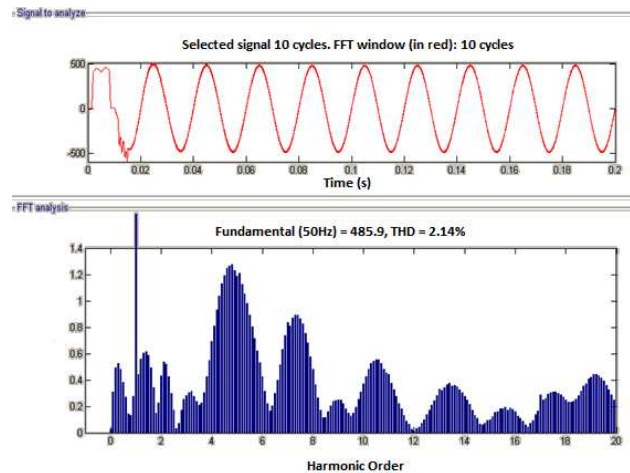 Signal to analyze
Selected signal 10 cycles. FFT window (in red): 10 cycles
500
0
-500
0 0.02 0.04 0.06 0.08 0.1 0.12 0.14 0.16 0.18 0.2
Time (s)
FFT analysis
Fundamental (50Hz) = 485.9, THD = 2.14%
1.4
1.2
1
0.8
0.6
0.4
0.2
0
0 2 4 6 8 10 12 14 16 18 20
Harmonic Order